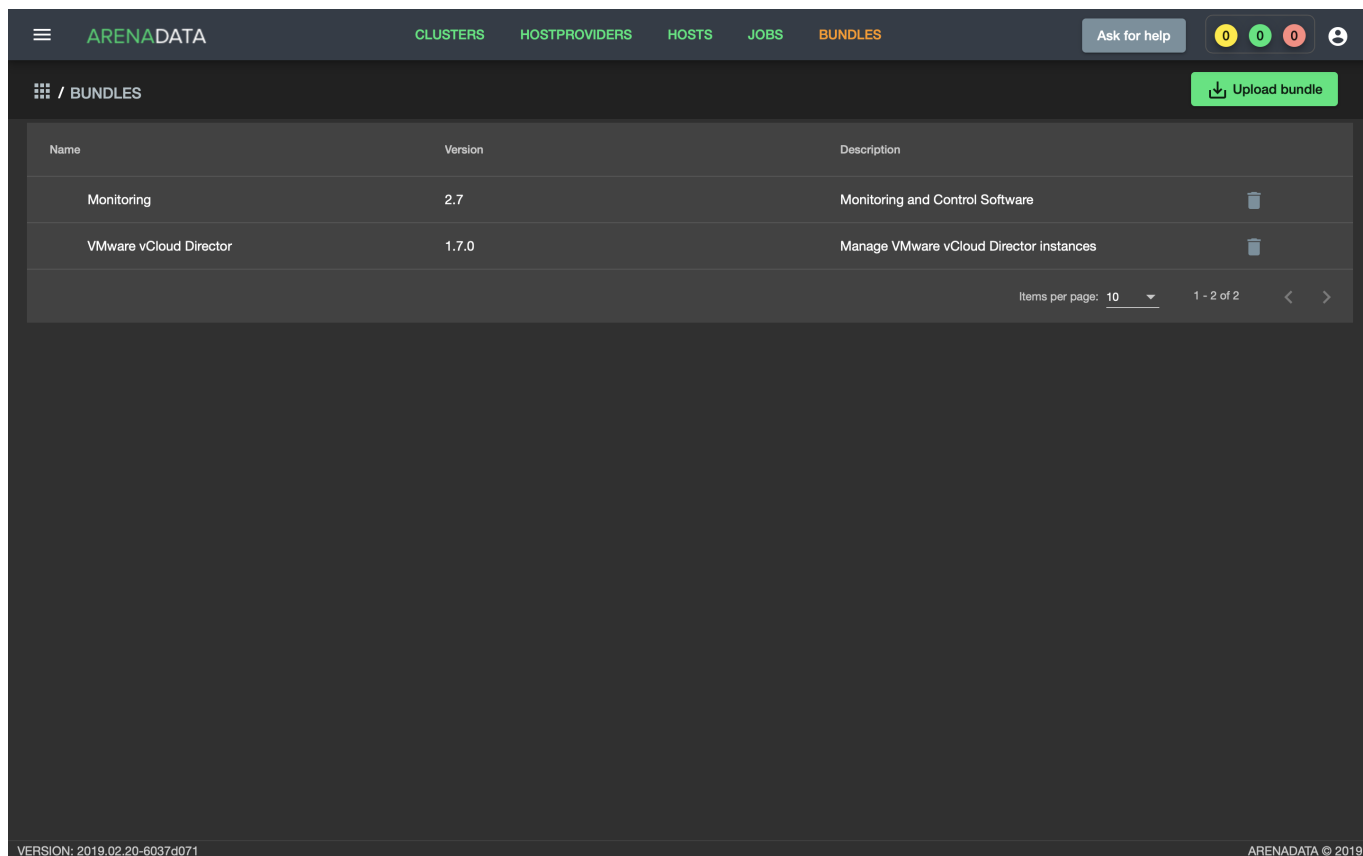 ARENADATA CLUSTERS HOSTPROVIDERS HOSTS JOBS BUNDLES Ask for help 0 0 0
/ BUNDLES Upload bundle
Name Version Description
Monitoring 2.7 Monitoring and Control Software
VMware vCloud Director 1.7.0 Manage VMware vCloud Director instances
Items per page: 10 1 - 2 of 2
VERSION: 2019.02.20-6037d071 ARENADATA © 2019